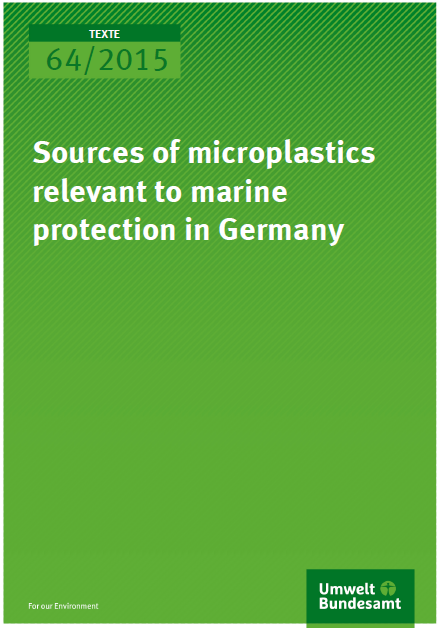 TEXTE
64/2015
Sources of microplastics
relevant to marine
protection in Germany
For our Environment
Umwelt
Bundesamt